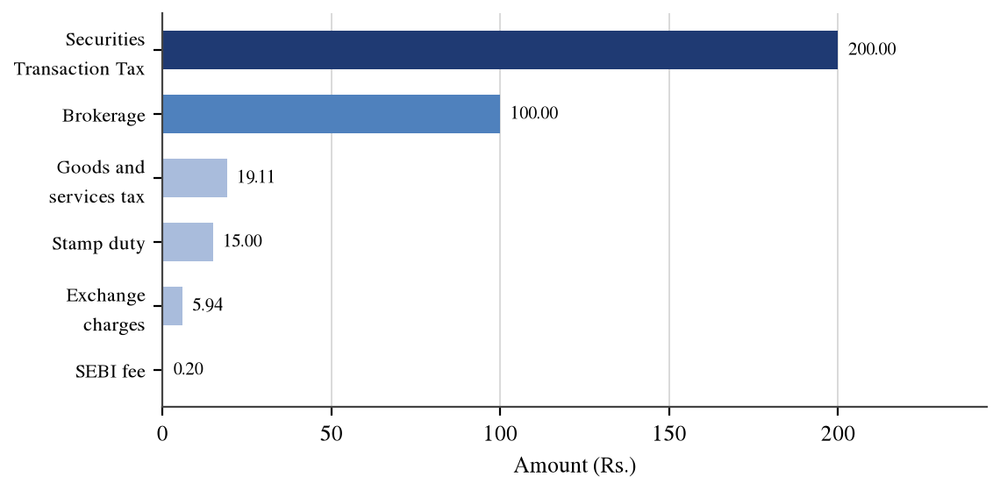 Securities
Transaction Tax
200.00
Brokerage
100.00
Goods and
services tax
19.11
Stamp duty
15.00
Exchange
charges
5.94
SEBI fee
0.20
0 50 100 150 200
Amount (Rs.)